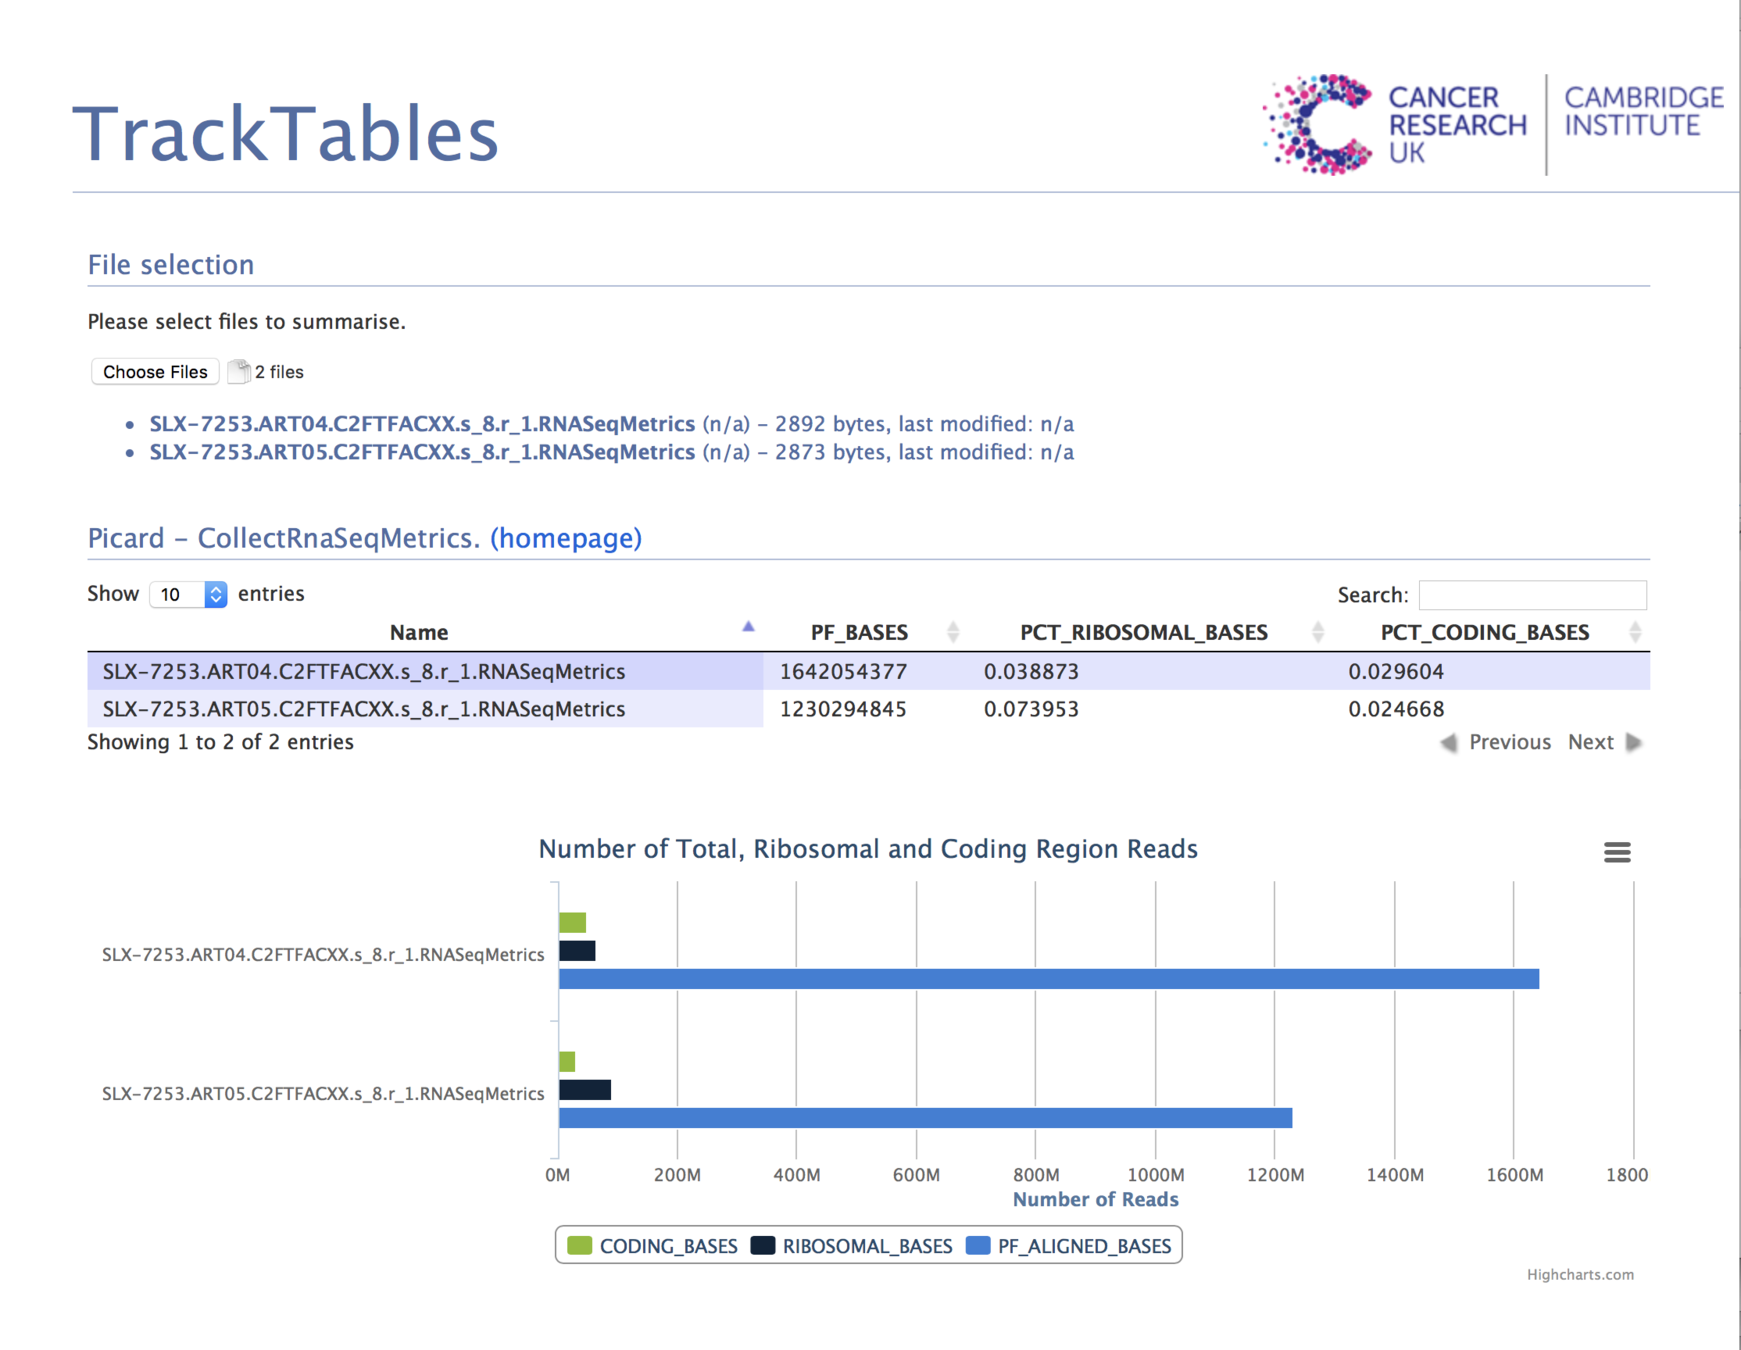 TrackTables
CANCER
RESEARCH
UK
CAMBRIDGE
INSTITUTE
File selection
Please select files to summarise.
Choose Files 2 files
• SLX-7253.ART04.C2FTFACXX.s_8.r_1.RNASeqMetrics (n/a) - 2892 bytes, last modified: n/a
• SLX-7253.ART05.C2FTFACXX.s_8.r_1.RNASeqMetrics (n/a) - 2873 bytes, last modified: n/a
Picard - CollectRnaSeqMetrics. (homepage)
Show 10 entries Search:
Name PF_BASES PCT_RIBOSOMAL_BASES PCT_CODING_BASES
SLX-7253.ART04.C2FTFACXX.s_8.r_1.RNASeqMetrics 1642054377 0.038873 0.029604
SLX-7253.ART05.C2FTFACXX.s_8.r_1.RNASeqMetrics 1230294845 0.073953 0.024668
Showing 1 to 2 of 2 entries Previous Next
Number of Total, Ribosomal and Coding Region Reads
SLX-7253.ART04.C2FTFACXX.s_8.r_1.RNASeqMetrics
SLX-7253.ART05.C2FTFACXX.s_8.r_1.RNASeqMetrics
0M 200M 400M 600M 800M 1000M 1200M 1400M 1600M 1800
Number of Reads
CODING_BASES RIBOSOMAL_BASES PF_ALIGNED_BASES
Highcharts.com